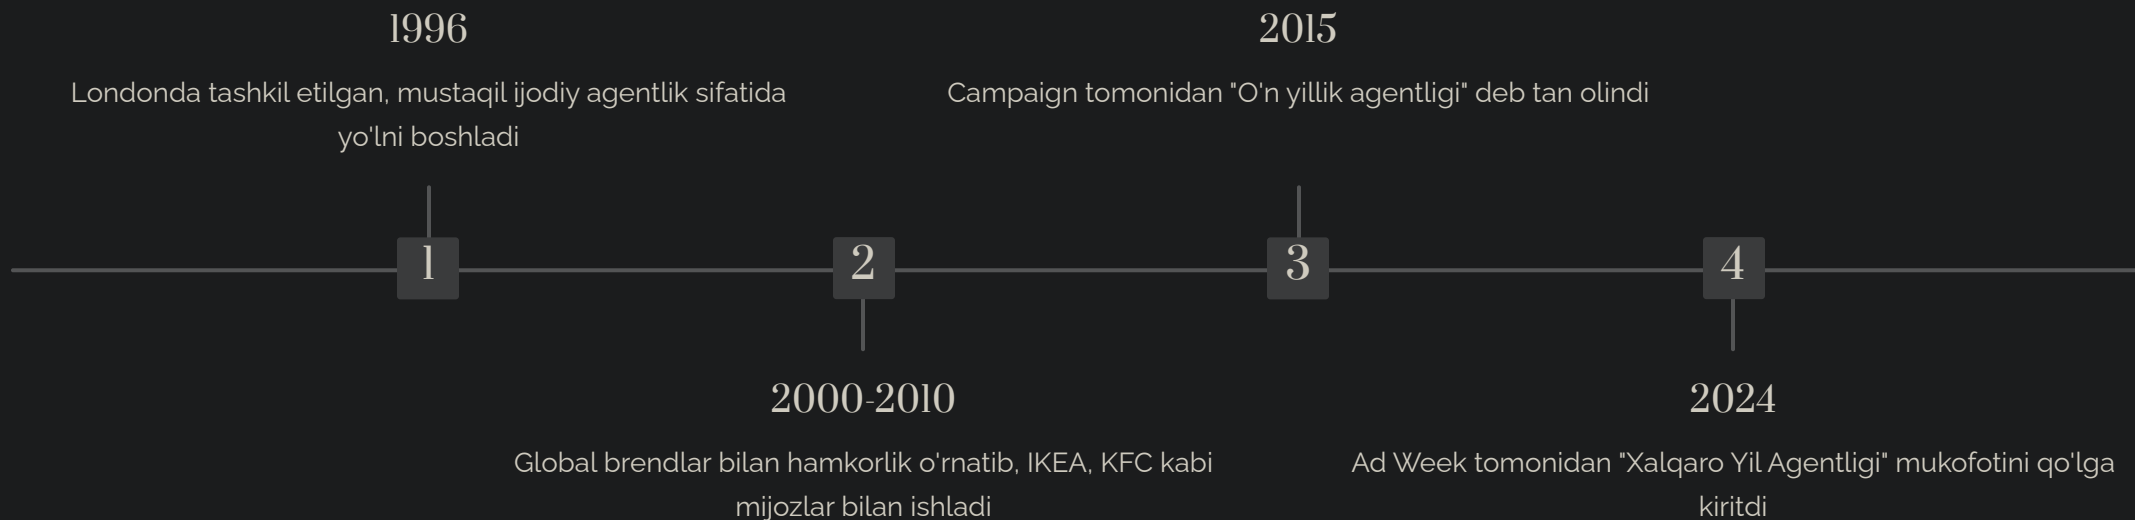 1996
Londonda tashkil etilgan, mustaqil ijodiy agentlik sifatida
yo'lni boshladi
2015
Campaign tomonidan "O'n yillik agentligi" deb tan olindi
1
2
3
4
2000-2010
Global brendlar bilan hamkorlik o'rnatib, IKEA, KFC kabi
mijozlar bilan ishladi
2024
Ad Week tomonidan "Xalqaro Yil Agentligi" mukofotini qo'lga
kiritdi